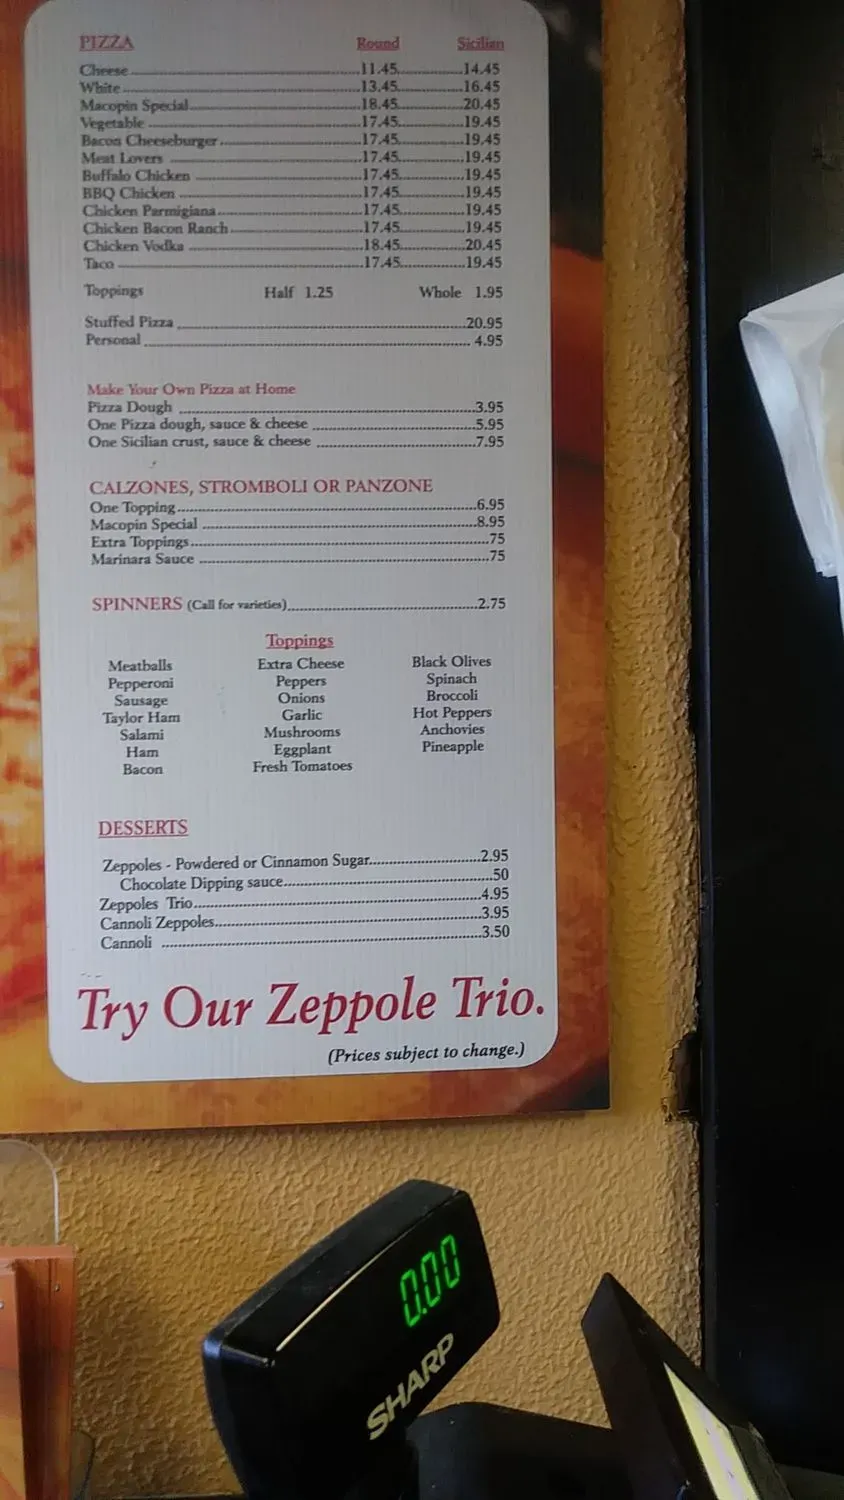 PIZZA Round Sicilian
Cheese 11.45 14.45
White 13.45 16.45
Macopin Special 18.45 20.45
Vegetable 17.45 19.45
Bacon Cheeseburger 17.45 19.45
Meat Lovers 17.45 19.45
Buffalo Chicken 17.45 19.45
BBQ Chicken 17.45 19.45
Chicken Parmigiana 17.45 19.45
Chicken Bacon Ranch 17.45 19.45
Chicken Vodka 18.45 20.45
Taco 17.45 19.45
Toppings Half 1.25 Whole 1.95
Stuffed Pizza 20.95
Personal 4.95
Make Your Own Pizza at Home
Pizza Dough 3.95
One Pizza dough, sauce & cheese 5.95
One Sicilian crust, sauce & cheese 7.95
CALZONES, STROMBOLI OR PANZONE
One Topping 6.95
Macopin Special 8.95
Extra Toppings .75
Marinara Sauce .75
SPINNERS (Call for varieties) 2.75
Toppings
Meatballs Extra Cheese Black Olives
Pepperoni Peppers Spinach
Sausage Onions Broccoli
Taylor Ham Garlic Hot Peppers
Salami Mushrooms Anchovies
Ham Eggplant Pineapple
Bacon Fresh Tomatoes
DESSERTS
Zeppoles - Powdered or Cinnamon Sugar 2.95
Chocolate Dipping sauce .50
Zeppoles Trio 4.95
Cannoli Zeppoles 3.95
Cannoli 3.50
Try Our Zeppole Trio.
(Prices subject to change.)
0.00
SHARP